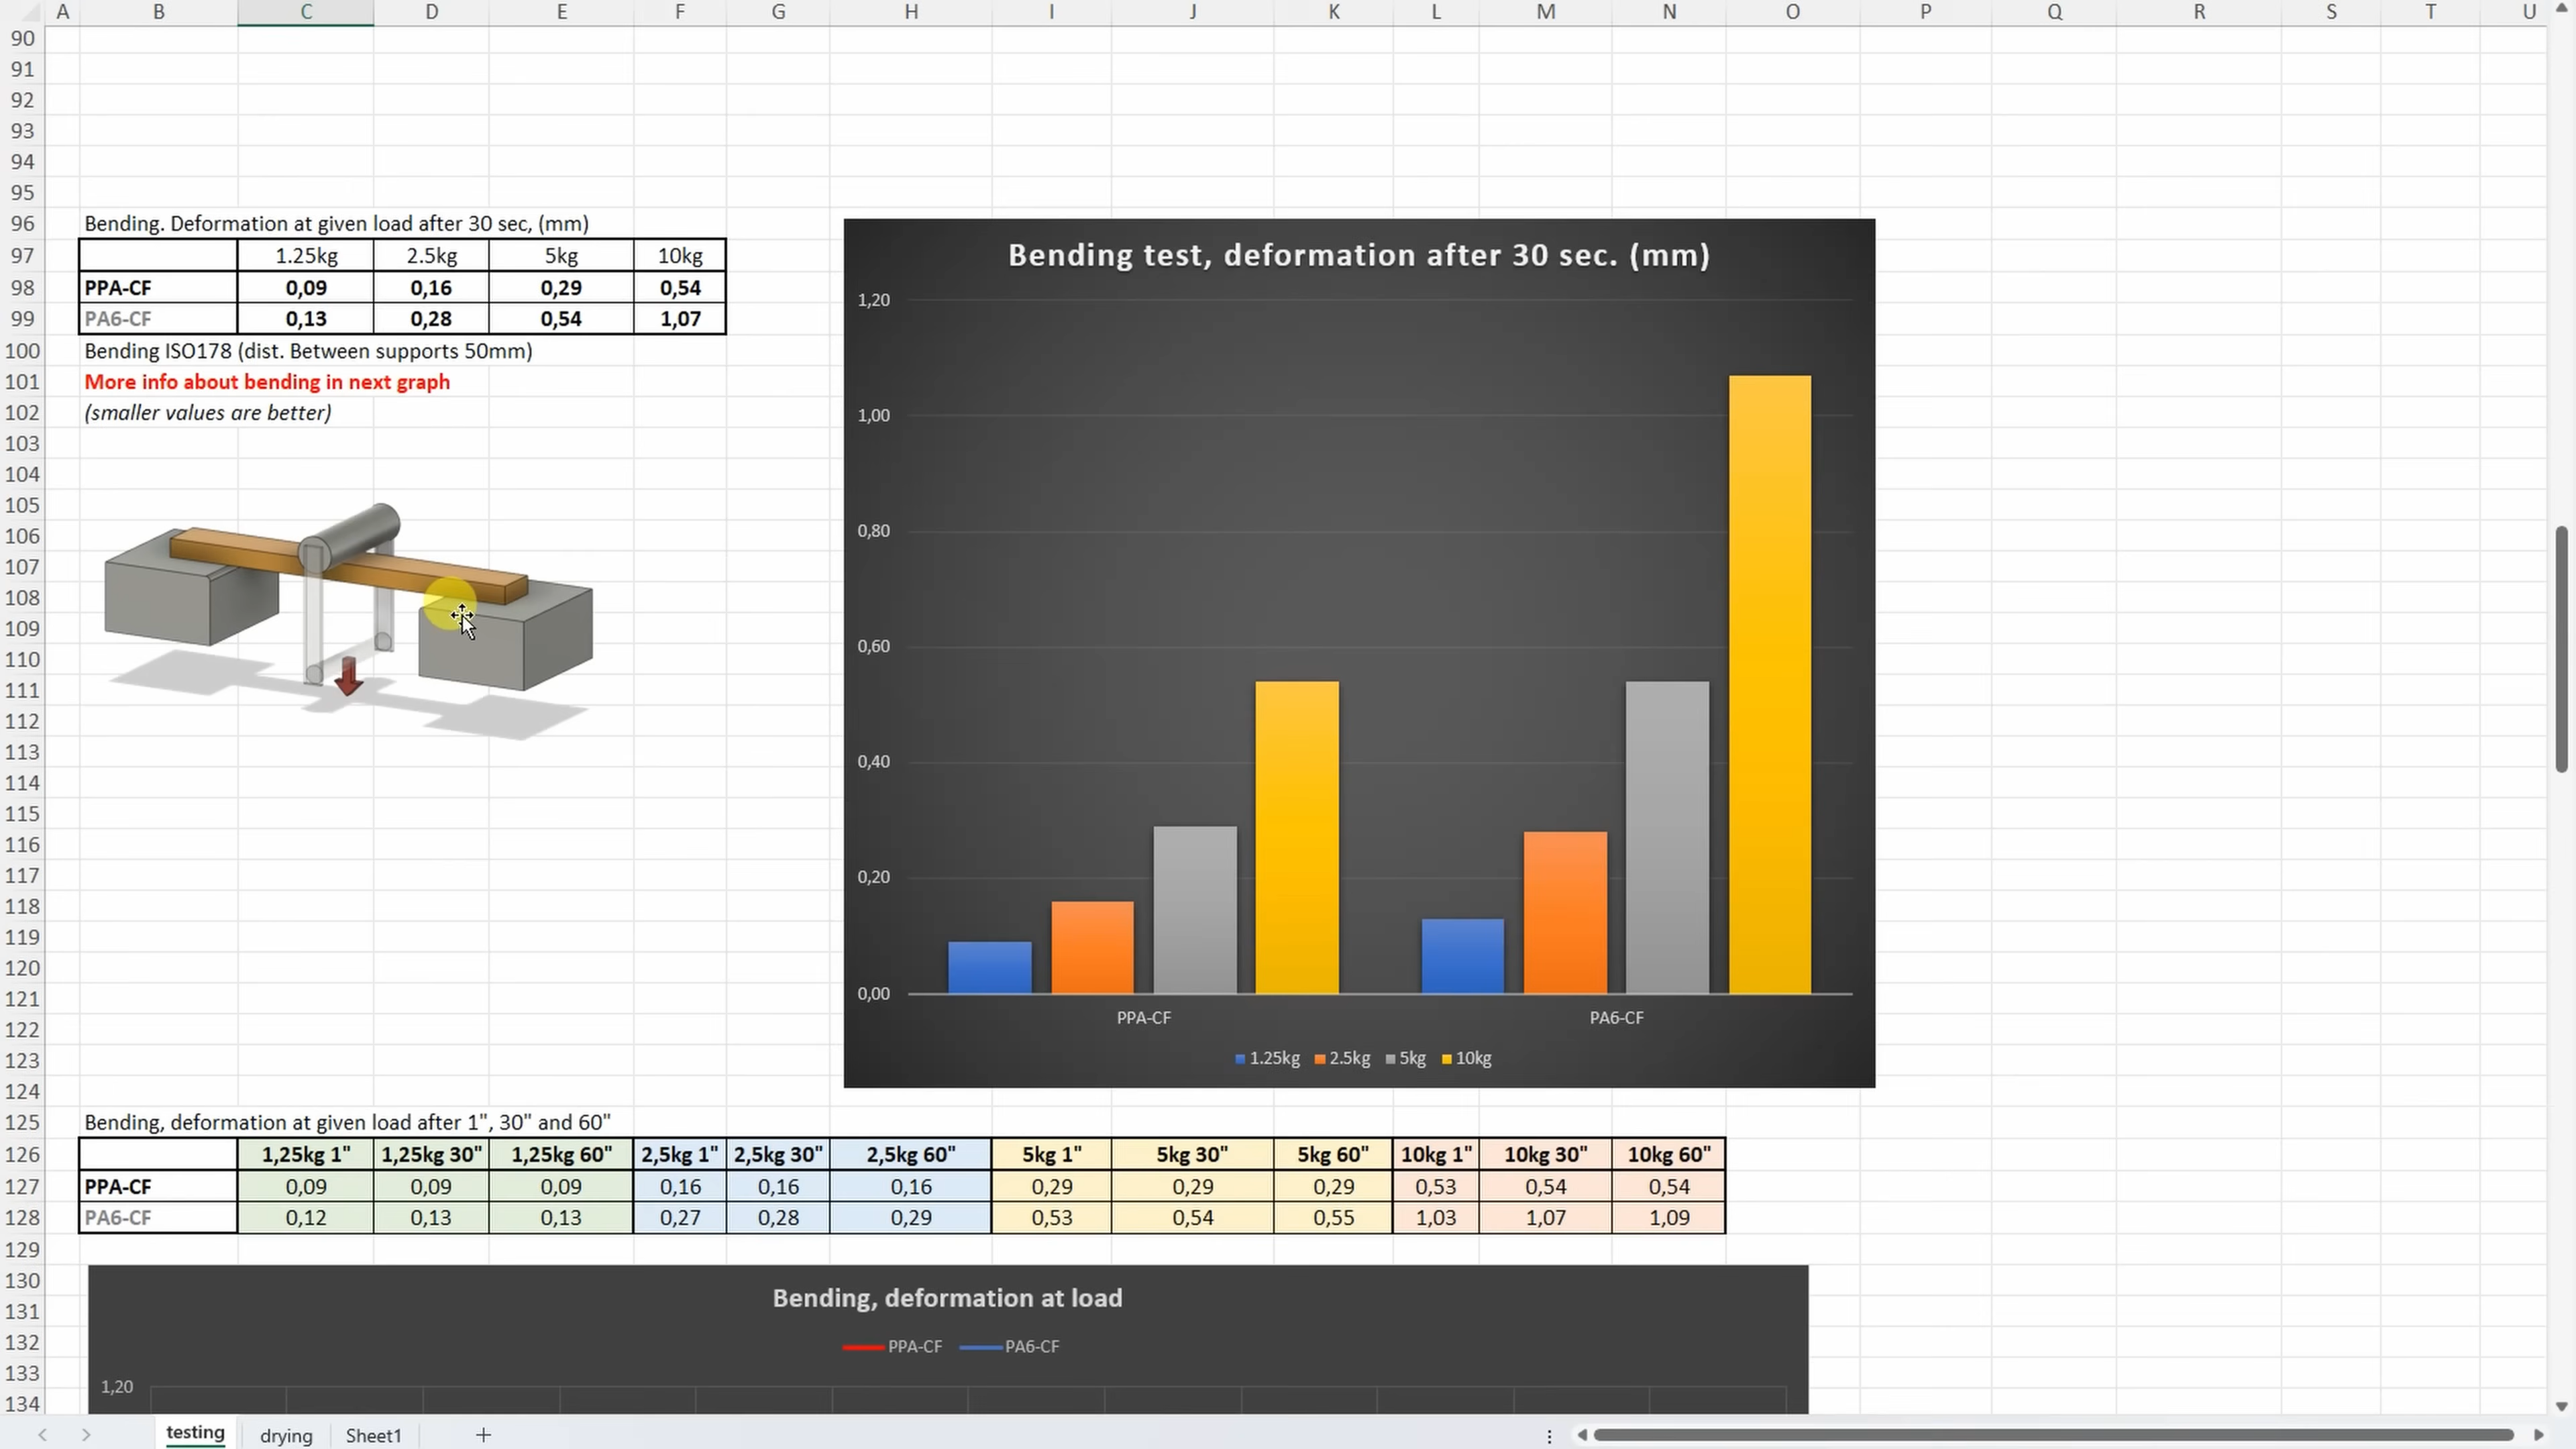 A B C D E F G H I J K L M N O P Q R S T U
90
91
92
93
94
95
96 Bending. Deformation at given load after 30 sec, (mm)
97 1.25kg 2.5kg 5kg 10kg
98 PPA-CF 0,09 0,16 0,29 0,54
99 PA6-CF 0,13 0,28 0,54 1,07
100 Bending ISO178 (dist. Between supports 50mm)
101 More info about bending in next graph
102 (smaller values are better)
103
104
105
106
107
108
109
110
111
112
113
114
115
116
117
118
119
120
121
122
123
124
Bending test, deformation after 30 sec. (mm)
1,20
1,00
0,80
0,60
0,40
0,20
0,00
PPA-CF PA6-CF
1.25kg 2.5kg 5kg 10kg
125 Bending, deformation at given load after 1", 30" and 60"
126 1,25kg 1" 1,25kg 30" 1,25kg 60" 2,5kg 1" 2,5kg 30" 2,5kg 60" 5kg 1" 5kg 30" 5kg 60" 10kg 1" 10kg 30" 10kg 60"
127 PPA-CF 0,09 0,09 0,09 0,16 0,16 0,16 0,29 0,29 0,29 0,53 0,54 0,54
128 PA6-CF 0,12 0,13 0,13 0,27 0,28 0,29 0,53 0,54 0,55 1,03 1,07 1,09
129
130
131
132
133
134
Bending, deformation at load
PPA-CF PA6-CF
1,20
testing drying Sheet1